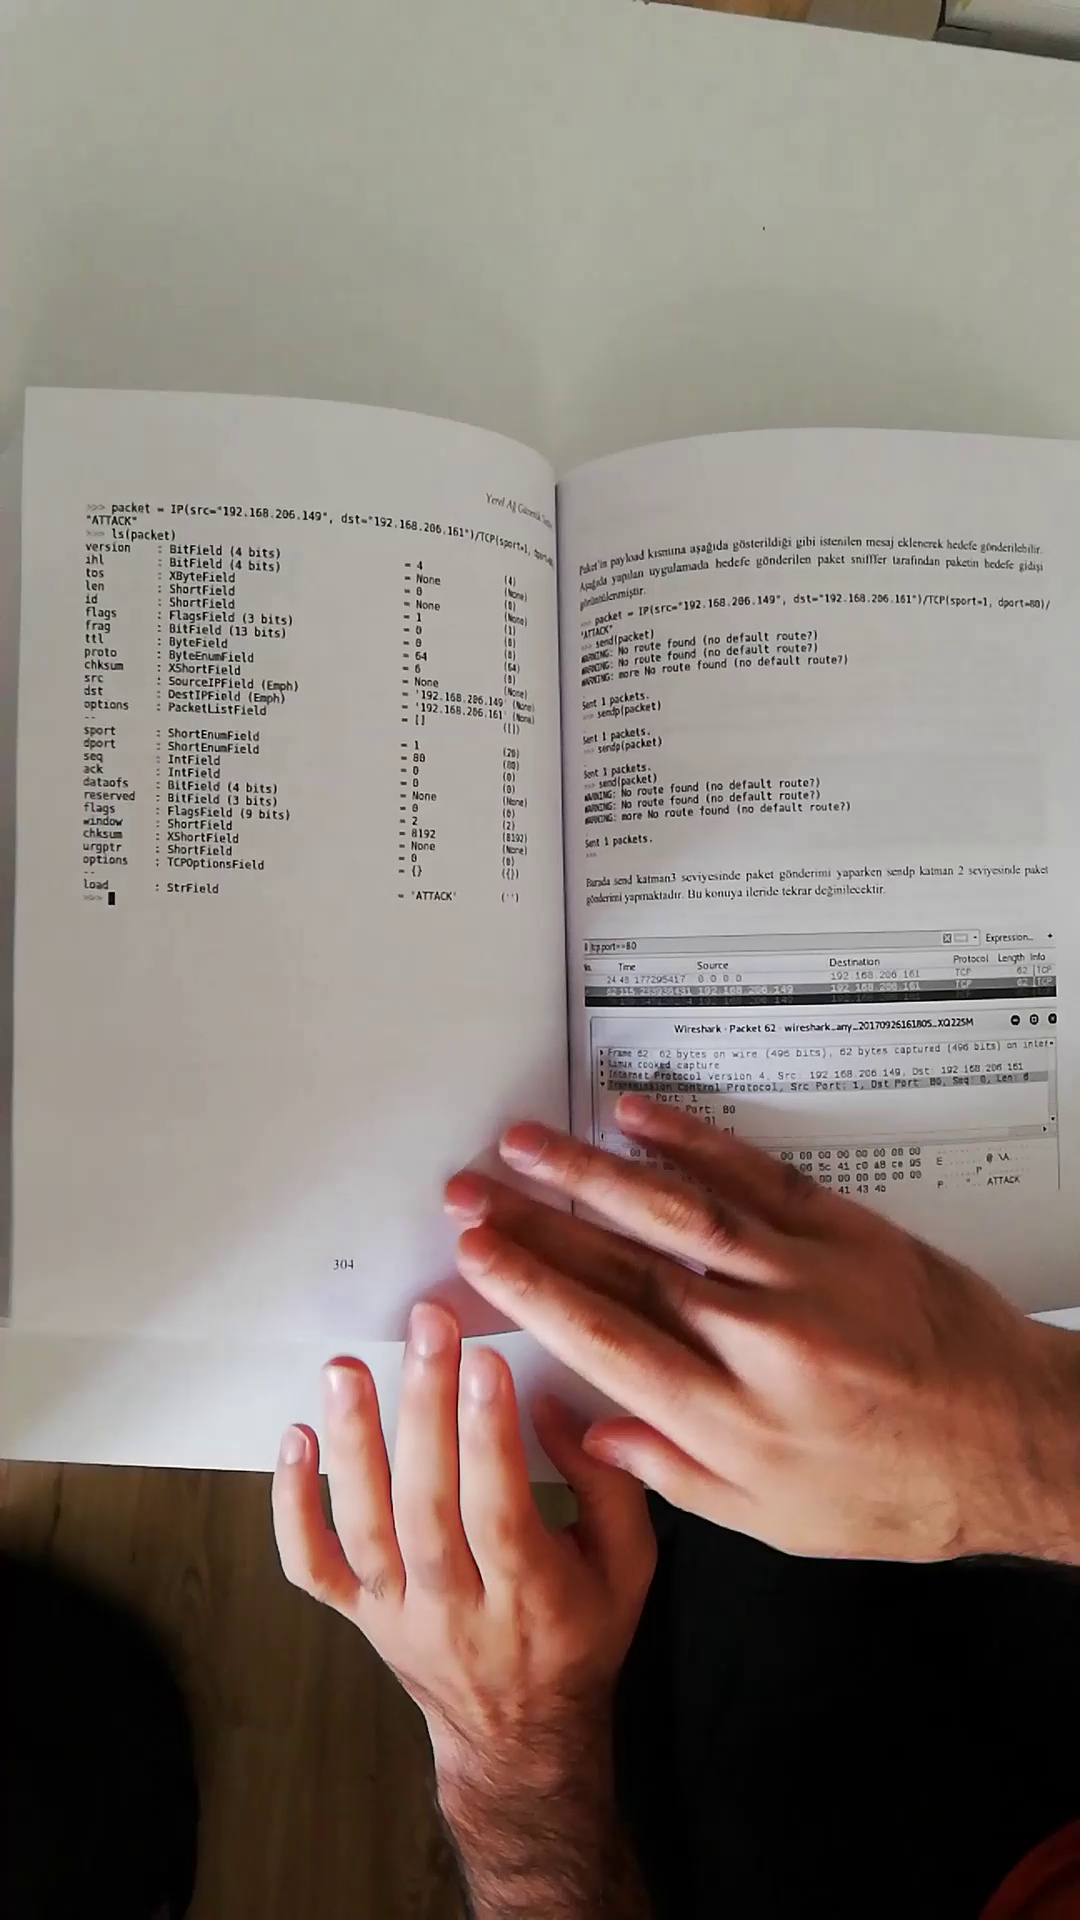 Yerel Ağ Güvenlik
>>> packet = IP(src="192.168.206.149", dst="192.168.206.161")/TCP(sport=1, dport=80)/
"ATTACK"
>>> ls(packet)
version : BitField (4 bits) = 4 (4)
ihl : BitField (4 bits) = None (None)
tos : XByteField = 0 (0)
len : ShortField = None (None)
id : ShortField = 1 (1)
flags : FlagsField (3 bits) = 0 (0)
frag : BitField (13 bits) = 0 (0)
ttl : ByteField = 64 (64)
proto : ByteEnumField = 6 (0)
chksum : XShortField = None (None)
src : SourceIPField (Emph) = '192.168.206.149' (None)
dst : DestIPField (Emph) = '192.168.206.161' (None)
options : PacketListField = [] ([])
--
sport : ShortEnumField = 1 (20)
dport : ShortEnumField = 80 (80)
seq : IntField = 0 (0)
ack : IntField = 0 (0)
dataofs : BitField (4 bits) = None (None)
reserved : BitField (3 bits) = 0 (0)
flags : FlagsField (9 bits) = 2 (2)
window : ShortField = 8192 (8192)
chksum : XShortField = None (None)
urgptr : ShortField = 0 (0)
options : TCPOptionsField = {} ({})
--
load : StrField = 'ATTACK' ('')
>>>
304
Paket'in payload kısmına aşağıda gösterildiği gibi istenilen mesaj eklenerek hedefe gönderilebilir.
Aşağıda yapılan uygulamada hedefe gönderilen paket snifffer tarafından paketin hedefe gidişi
görüntülenmiştir.
>>> packet = IP(src="192.168.206.149", dst="192.168.206.161")/TCP(sport=1, dport=80)/
"ATTACK"
>>> send(packet)
WARNING: No route found (no default route?)
WARNING: No route found (no default route?)
WARNING: more No route found (no default route?)
.
Sent 1 packets.
>>> sendp(packet)
.
Sent 1 packets.
>>> sendp(packet)
.
Sent 1 packets.
>>> send(packet)
WARNING: No route found (no default route?)
WARNING: No route found (no default route?)
WARNING: more No route found (no default route?)
.
Sent 1 packets.
>>>
Burada send katman3 seviyesinde paket gönderimi yaparken sendp katman 2 seviyesinde paket
gönderimi yapmaktadır. Bu konuya ileride tekrar değinilecektir.
tcp.port==80 Expression... +
No. Time Source Destination Protocol Length Info
24 48.177295417 0.0.0.0 192.168.206.161 TCP 62 [TCP
62 192.168.206.149 192.168.206.161 TCP 62 [TCP
Wireshark · Packet 62 · wireshark_any_20170926161805_XQ22SM
Frame 62: 62 bytes on wire (496 bits), 62 bytes captured (496 bits) on inter
Linux cooked capture
Internet Protocol Version 4, Src: 192.168.206.149, Dst: 192.168.206.161
Transmission Control Protocol, Src Port: 1, Dst Port: 80, Seq: 0, Len: 6
Port: 1
Port: 80
00 00 00 00 00 00 00 08 00
06 5c 41 c0 a8 ce 95 E @ \A
00 00 00 00 00 00 P
41 43 4b P ATTACK